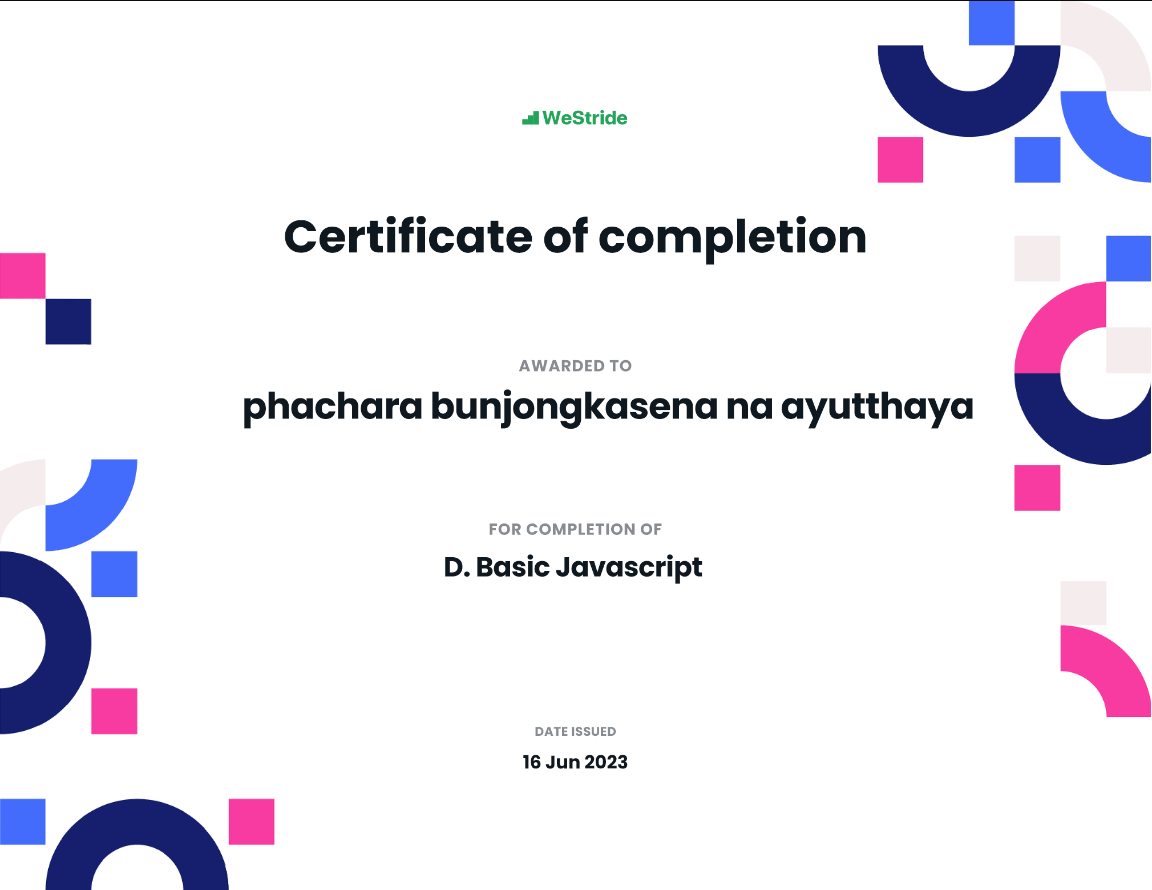 WeStride
Certificate of completion
AWARDED TO
phachara bunjongkasena na ayutthaya
FOR COMPLETION OF
D. Basic Javascript
DATE ISSUED
16 Jun 2023